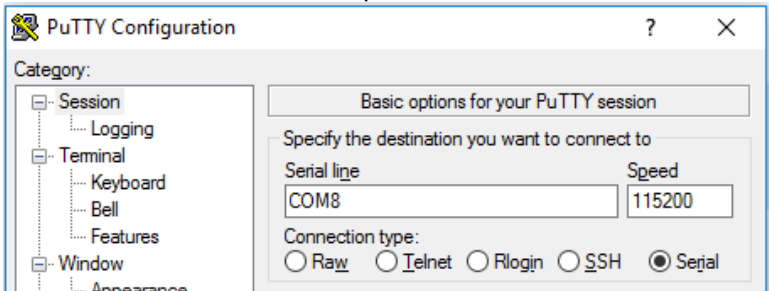 PuTTY Configuration ? ×
Category:
Session
Logging
Terminal
Keyboard
Bell
Features
Window
Appearance
Basic options for your PuTTY session
Specify the destination you want to connect to
Serial line Speed
COM8 115200
Connection type:
Raw Telnet Rlogin SSH Serial